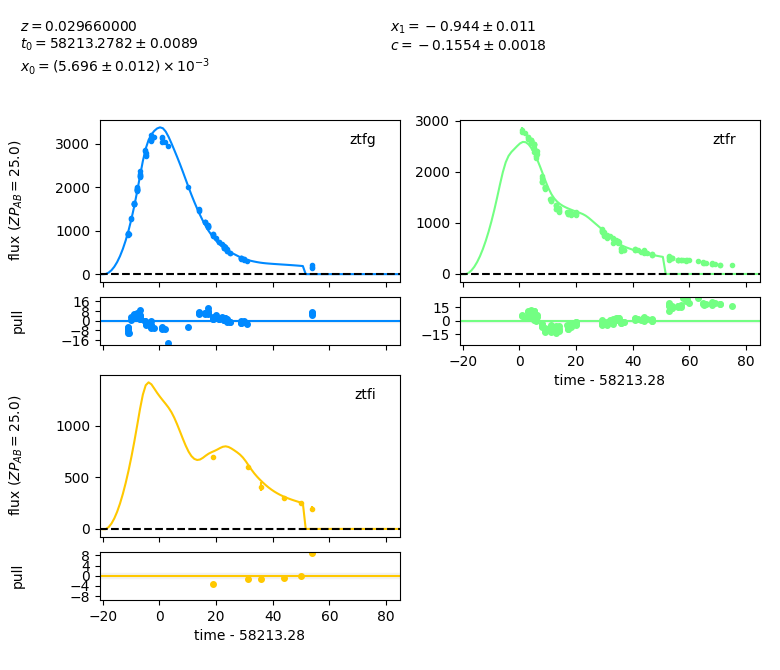 z = 0.029660000
t₀ = 58213.2782 ± 0.0089
x₀ = (5.696 ± 0.012) × 10⁻³
x₁ = −0.944 ± 0.011
c = −0.1554 ± 0.0018
ztfg
flux (ZP_AB = 25.0)
3000
2000
1000
0
pull
16
8
0
−8
−16
ztfr
3000
2000
1000
0
15
0
−15
−20 0 20 40 60 80
time - 58213.28
ztfi
flux (ZP_AB = 25.0)
1000
500
0
pull
8
4
0
−4
−8
−20 0 20 40 60 80
time - 58213.28